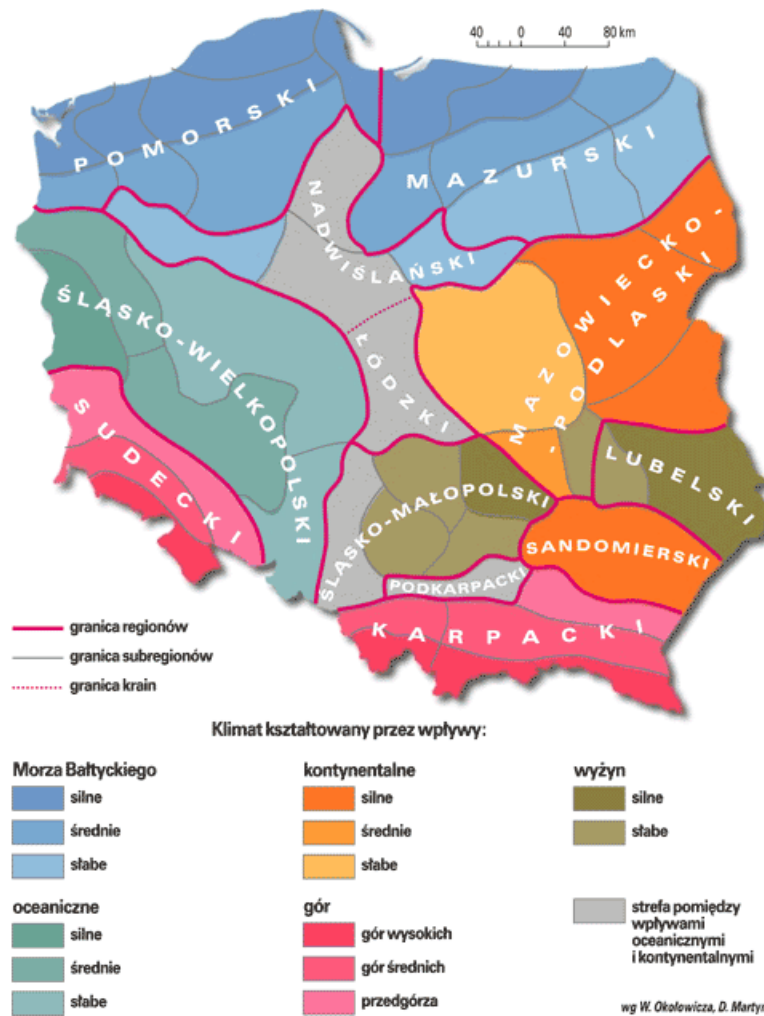 40 0 40 80 km
POMORSKI
MAZURSKI
NADWIŚLAŃSKI
MAZOWIECKO-
-PODLASKI
ŚLĄSKO-WIELKOPOLSKI
ŁÓDZKI
SUDECKI
LUBELSKI
ŚLĄSKO-MAŁOPOLSKI
SANDOMIERSKI
PODKARPACKI
KARPACKI
granica regionów
granica subregionów
granica krain
Klimat kształtowany przez wpływy:
Morza Bałtyckiego
silne
średnie
słabe
kontynentalne
silne
średnie
słabe
wyżyn
silne
słabe
oceaniczne
silne
średnie
słabe
gór
gór wysokich
gór średnich
przedgórza
strefa pomiędzy
wpływami
oceanicznymi
i kontynentalnymi
wg W. Okołowicza, D. Martyn